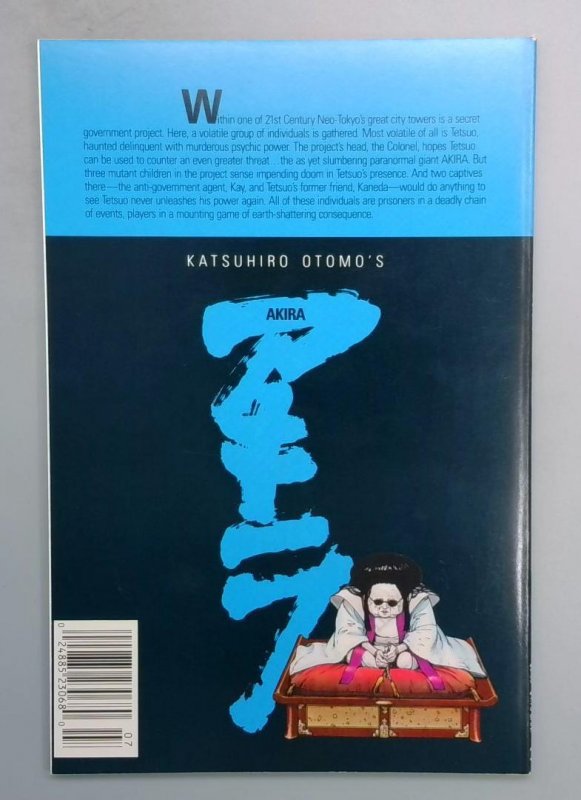 Within one of 21st Century Neo-Tokyo's great city towers is a secret
government project. Here, a volatile group of individuals is gathered. Most volatile of all is Tetsuo,
haunted delinquent with murderous psychic power. The project's head, the Colonel, hopes Tetsuo
can be used to counter an even greater threat...the as yet slumbering paranormal giant AKIRA. But
three mutant children in the project sense impending doom in Tetsuo's presence. And two captives
there—the anti-government agent, Kay, and Tetsuo's former friend, Kaneda—would do anything to
see Tetsuo never unleashes his power again. All of these individuals are prisoners in a deadly chain
of events, players in a mounting game of earth-shattering consequence.
KATSUHIRO OTOMO'S
AKIRA
アキラ
07
0 24885 23068 0